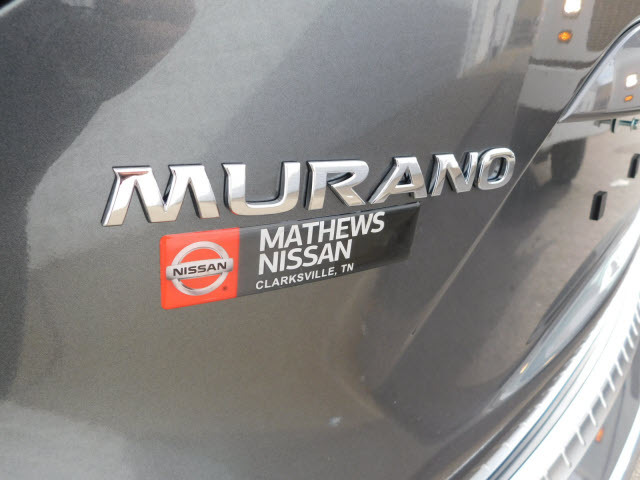 MURANO
NISSAN
MATHEWS
NISSAN
CLARKSVILLE, TN